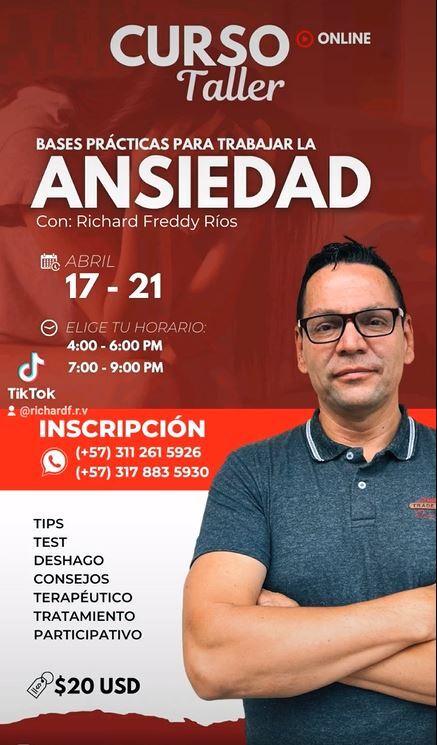 CURSO
ONLINE
Taller
BASES PRÁCTICAS PARA TRABAJAR LA
ANSIEDAD
Con: Richard Freddy Ríos
ABRIL
17 - 21
ELIGE TU HORARIO:
4:00 - 6:00 PM
7:00 - 9:00 PM
TikTok
@richardf.r.v
INSCRIPCIÓN
(+57) 311 261 5926
(+57) 317 883 5930
TIPS
TEST
DESHAGO
CONSEJOS
TERAPÉUTICO
TRATAMIENTO
PARTICIPATIVO
$20 USD
TRADE